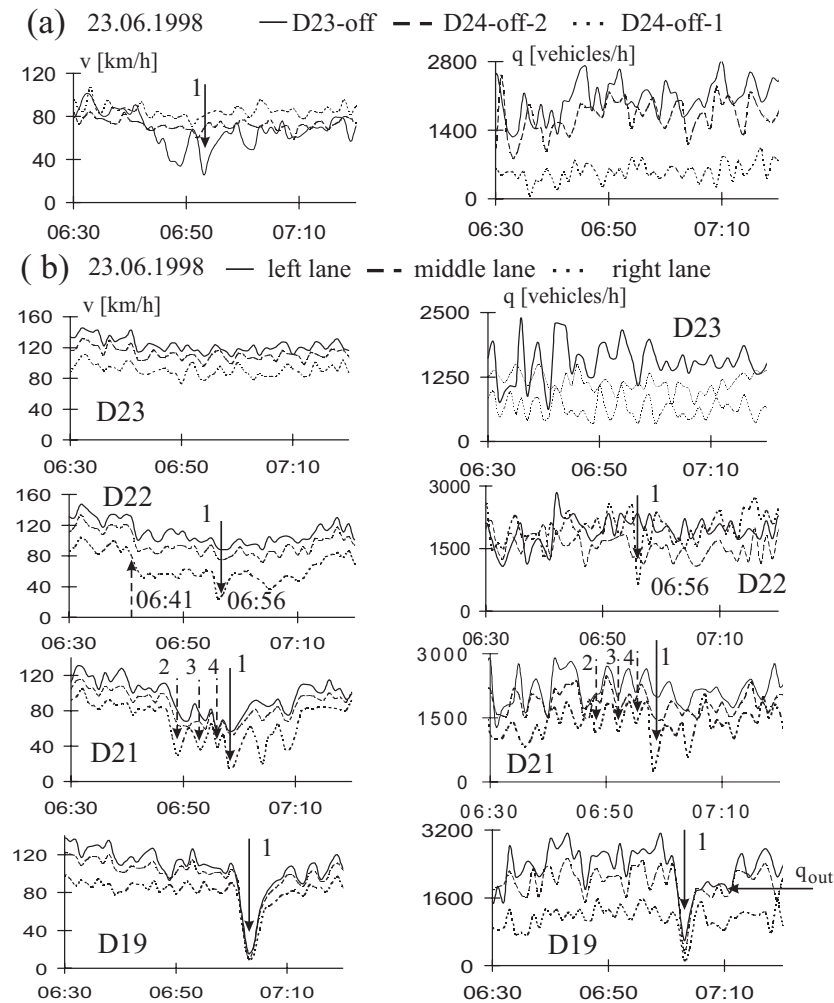 (a) 23.06.1998 D23-off D24-off-2 D24-off-1
v [km/h] q [vehicles/h]
120 2800
80 1400
40
0 0
1
06:30 06:50 07:10 06:30 06:50 07:10
(b) 23.06.1998 left lane middle lane right lane
v [km/h] q [vehicles/h]
160 2500
120
80 1250
40
0 0
D23 D23
06:30 06:50 07:10 06:30 06:50 07:10
D22
160 3000
120
80 1500
40
0 0
1 1
06:41 06:56 06:56 D22
06:30 06:50 07:10 06:30 06:50 07:10
120 3000
80 1500
40
0 0
2 3 4 1 2 3 4 1
D21 D21
06:30 06:50 07:10 06:30 06:50 07:10
120 3200
80 1600
40
0 0
1 1
q out
D19 D19
06:30 06:50 07:10 06:30 06:50 07:10